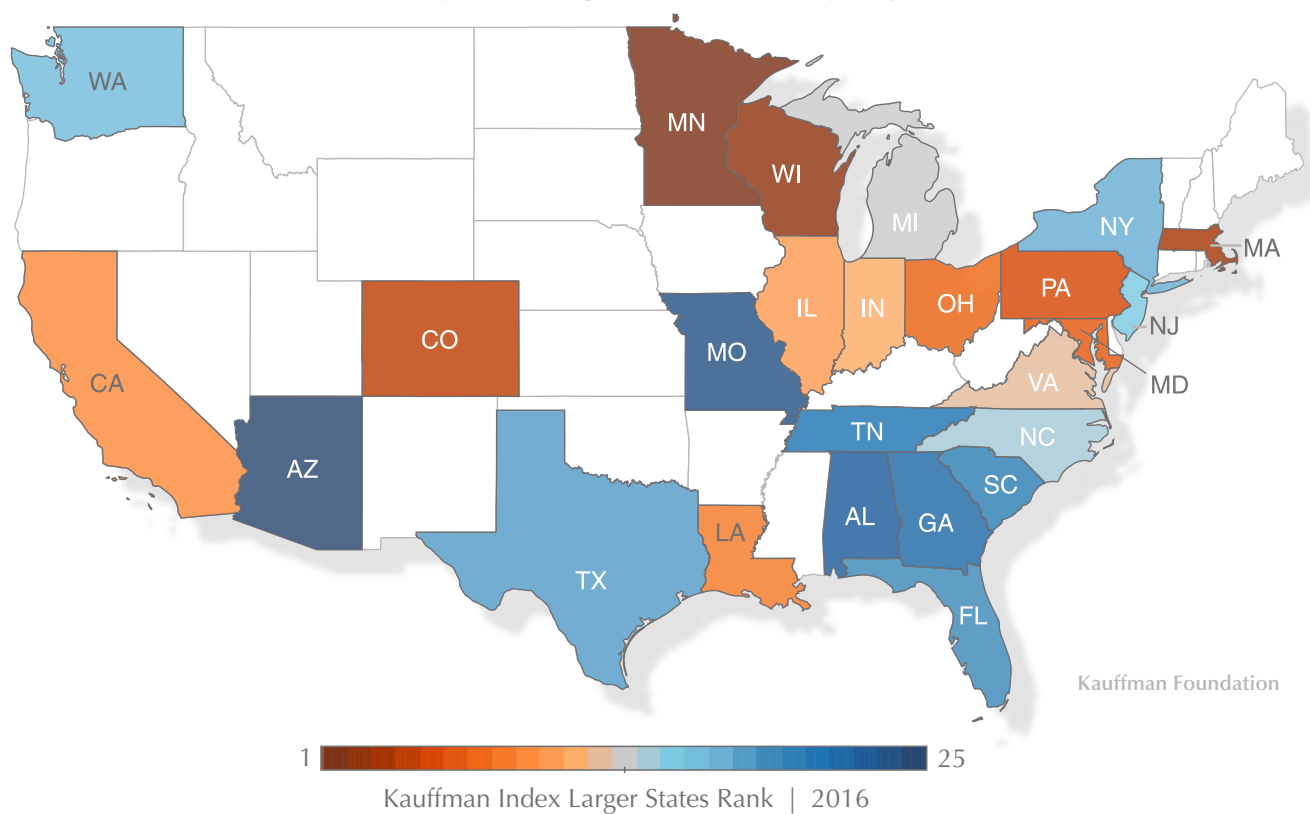 WA
MN
WI
MI
NY
MA
PA
IL
IN
OH
NJ
CO
MO
CA
VA
MD
TN
NC
AZ
SC
AL
GA
LA
TX
FL
Kauffman Foundation
1
25
Kauffman Index Larger States Rank | 2016